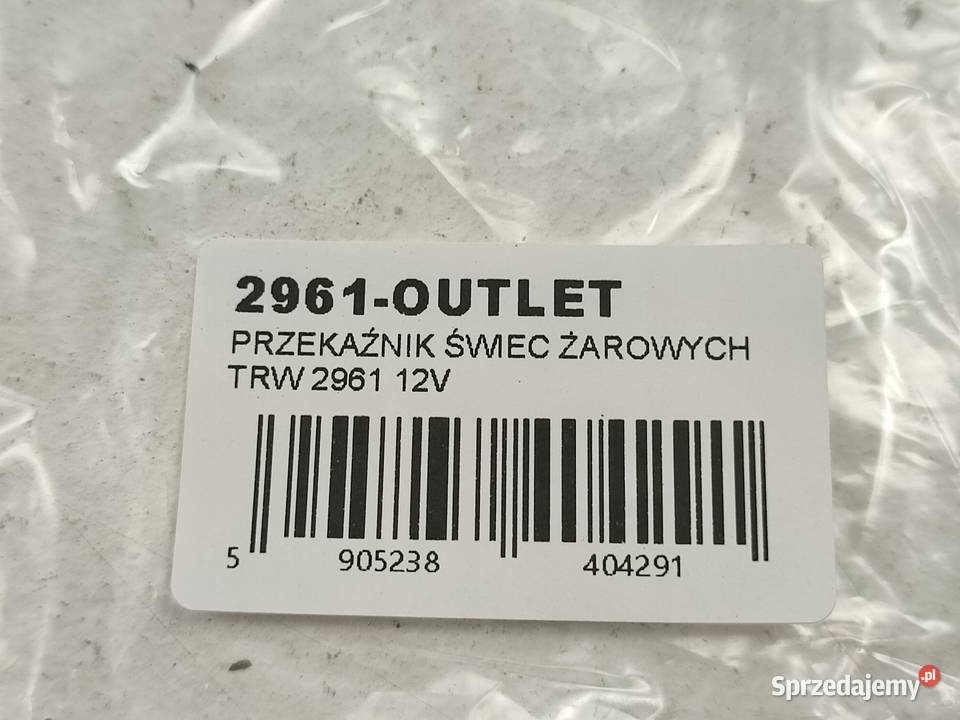 2961-OUTLET
PRZEKAŹNIK ŚWIEC ŻAROWYCH
TRW 2961 12V
5 905238 404291
Sprzedajemy.pl